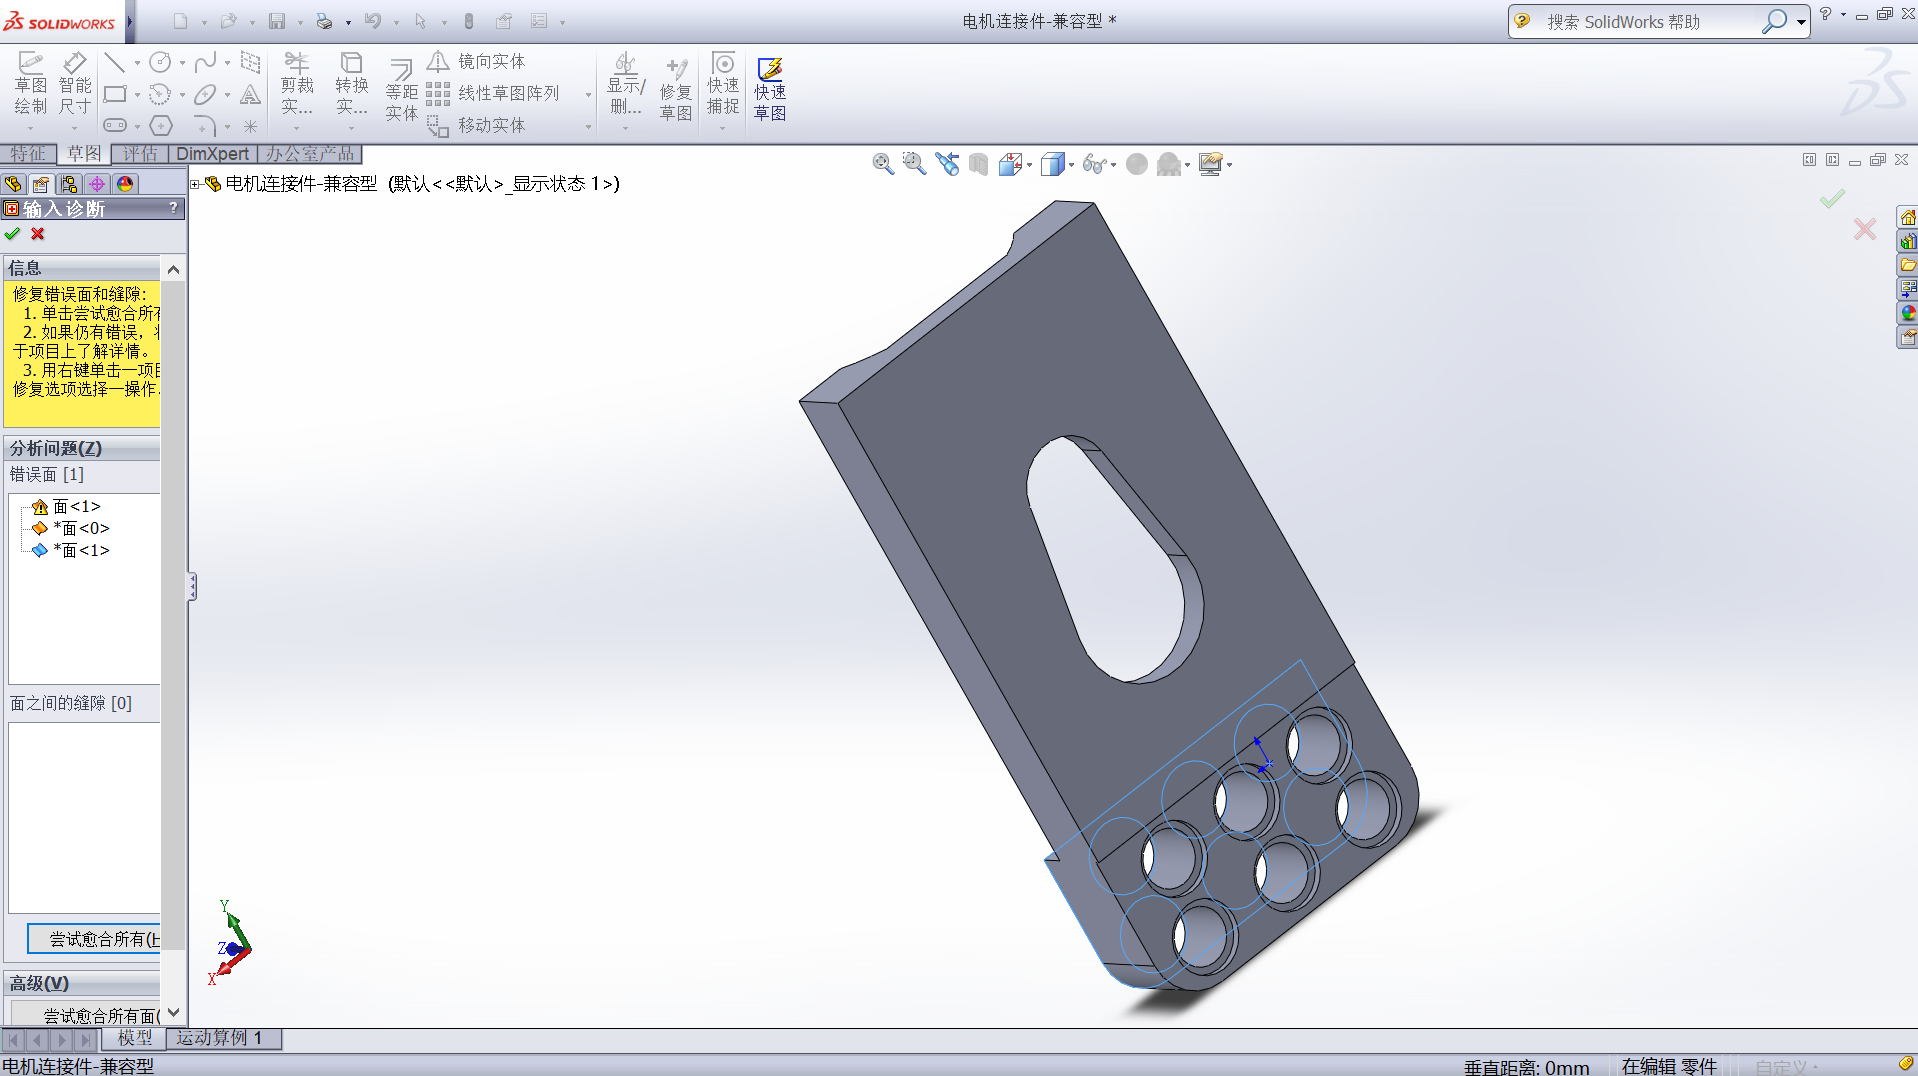 SOLIDWORKS
电机连接件-兼容型 *
搜索 SolidWorks 帮助
草图
绘制
智能
尺寸
剪裁
实...
转换
实...
等距
实体
镜向实体
线性草图阵列
移动实体
显示/
删...
修复
草图
快速
捕捉
快速
草图
特征
草图
评估
DimXpert
办公室产品
电机连接件-兼容型 (默认<<默认>_显示状态 1>)
输入诊断
?
信息
修复错误面和缝隙:
1. 单击尝试愈合所有
2. 如果仍有错误，
于项目上了解详情。
3. 用右键单击一项目
修复选项选择一操作.
分析问题(Z)
错误面 [1]
面<1>
*面<0>
*面<1>
面之间的缝隙 [0]
尝试愈合所有(H
高级(V)
尝试愈合所有面(
Y
Z
X
模型
运动算例 1
电机连接件-兼容型
垂直距离: 0mm
在编辑 零件
自定义